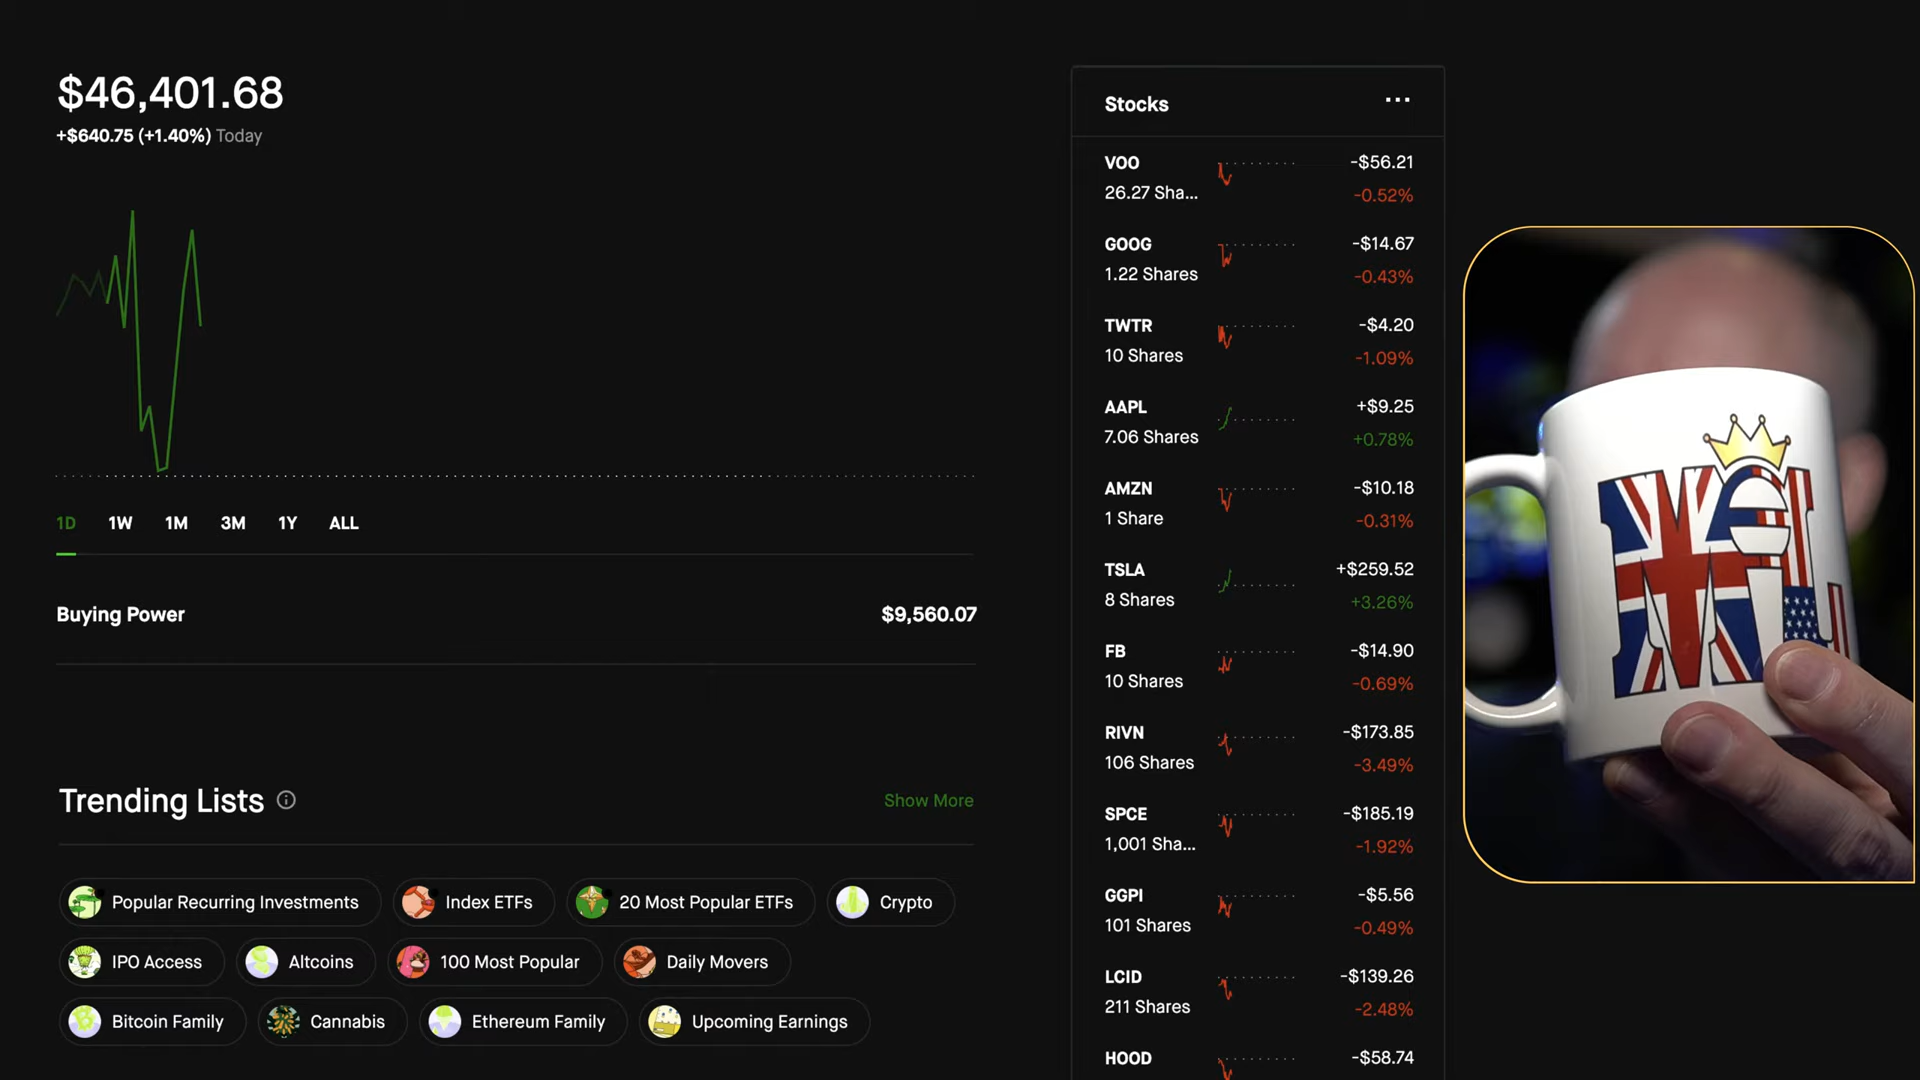 $46,401.68
+$640.75 (+1.40%) Today
1D 1W 1M 3M 1Y ALL
Buying Power $9,560.07
Trending Lists
Show More
Popular Recurring Investments
Index ETFs
20 Most Popular ETFs
Crypto
IPO Access
Altcoins
100 Most Popular
Daily Movers
Bitcoin Family
Cannabis
Ethereum Family
Upcoming Earnings
Stocks
VOO -$56.21
26.27 Sha... -0.52%
GOOG -$14.67
1.22 Shares -0.43%
TWTR -$4.20
10 Shares -1.09%
AAPL +$9.25
7.06 Shares +0.78%
AMZN -$10.18
1 Share -0.31%
TSLA +$259.52
8 Shares +3.26%
FB -$14.90
10 Shares -0.69%
RIVN -$173.85
106 Shares -3.49%
SPCE -$185.19
1,001 Sha... -1.92%
GGPI -$5.56
101 Shares -0.49%
LCID -$139.26
211 Shares -2.48%
HOOD -$58.74